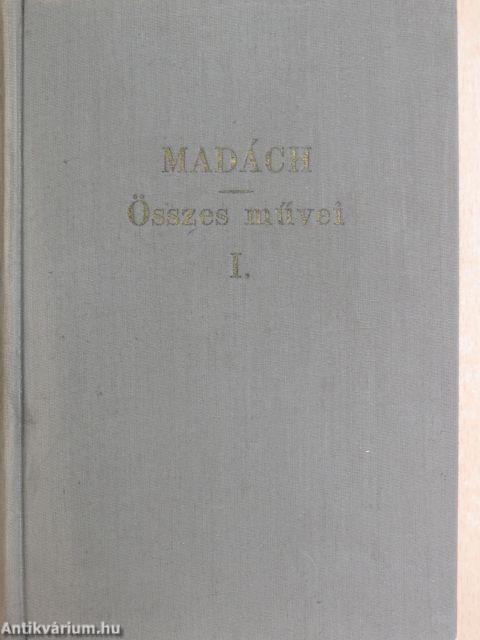 MADÁCH
Összes művei
I.
Antikvárium.hu